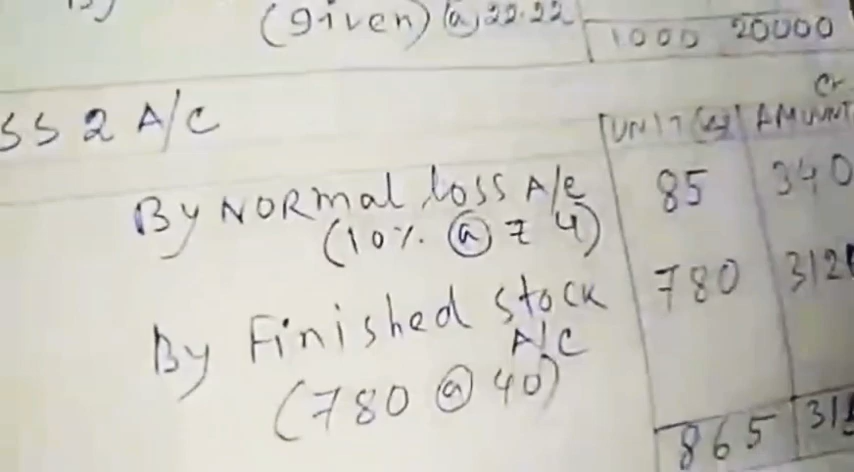 (given) @ 22.22
1000 20000
SS 2 A/C
Cr
UNIT AMOUNT
By NORmal loss A/c 85 340
(10% @ ₹ 4)
By Finished stock 780 312
A/C
(780 @ 40)
865 31